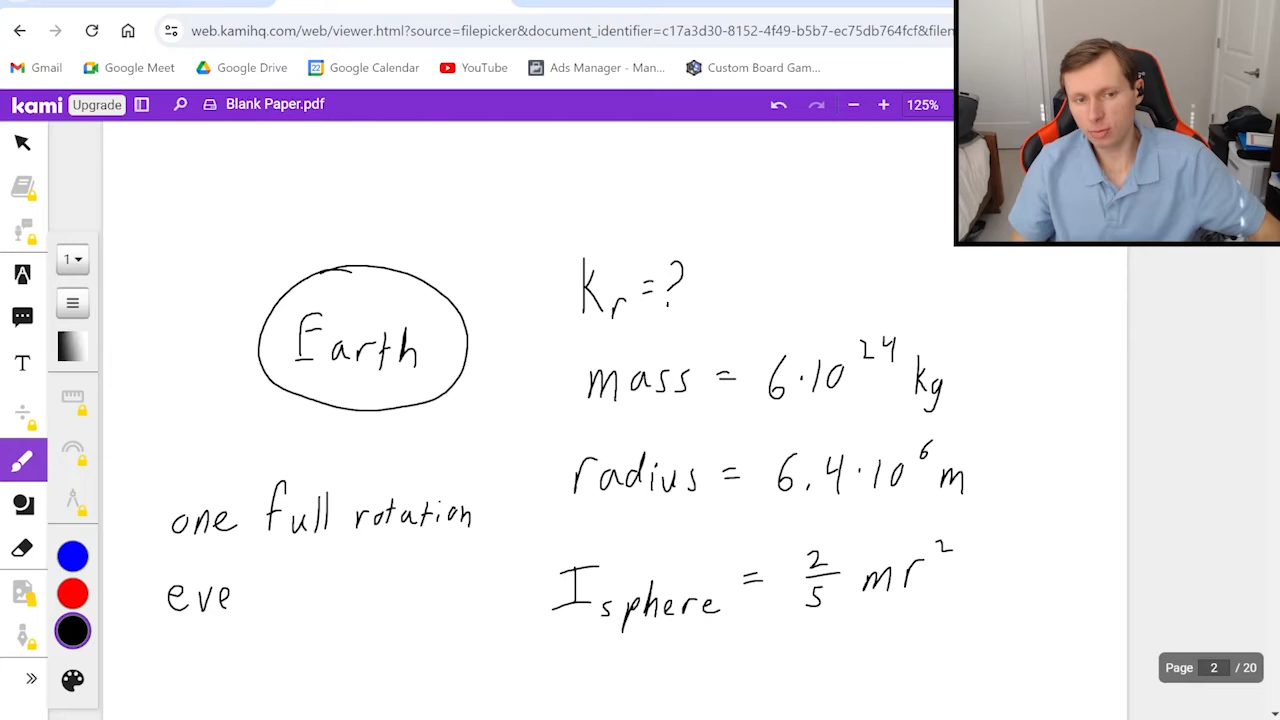 web.kamihq.com/web/viewer.html?source=filepicker&document_identifier=c17a3d30-8152-4f49-b5b7-ec75db764fcf&filen
Gmail Google Meet Google Drive Google Calendar YouTube Ads Manager - Man... Custom Board Gam...
kami Upgrade Blank Paper.pdf 125%
1
Earth
K_r = ?
mass = 6·10^24 kg
radius = 6.4·10^6 m
one full rotation
eve
I_sphere = 2/5 mr^2
Page 2 / 20